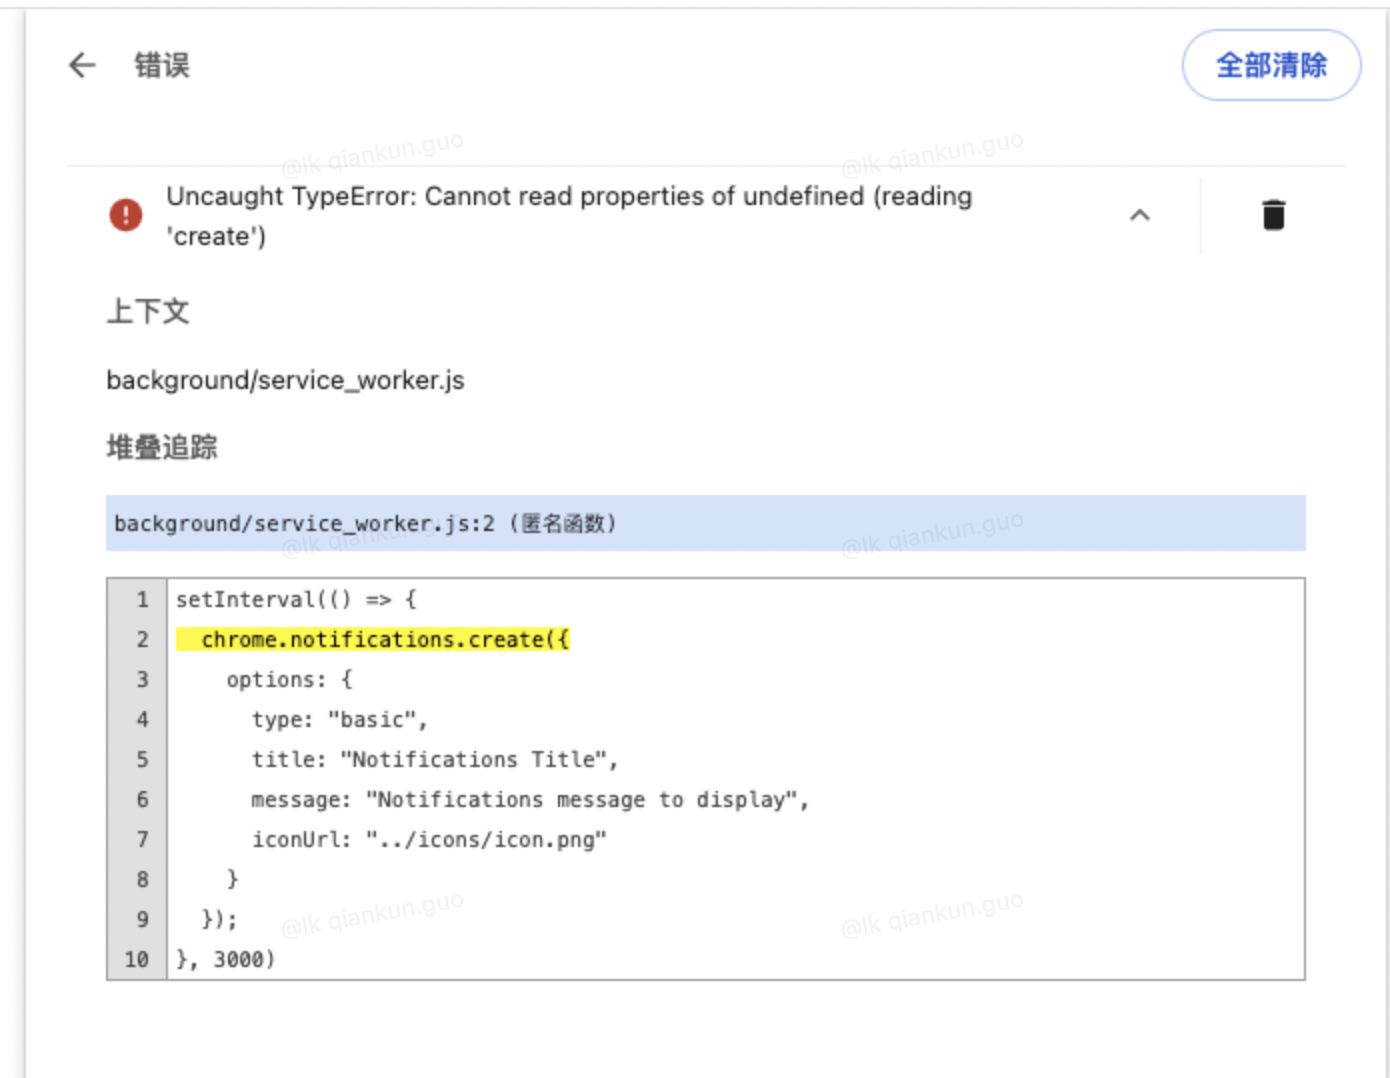 错误
全部清除
@lk qiankun.guo
@lk qiankun.guo
Uncaught TypeError: Cannot read properties of undefined (reading
'create')
上下文
background/service_worker.js
堆叠追踪
background/service_worker.js:2 (匿名函数)
@lk qiankun.guo
@lk qiankun.guo
1 setInterval(() => {
2 chrome.notifications.create({
3 options: {
4 type: "basic",
5 title: "Notifications Title",
6 message: "Notifications message to display",
7 iconUrl: "../icons/icon.png"
8 }
9 });
@lk qiankun.guo
@lk qiankun.guo
10 }, 3000)